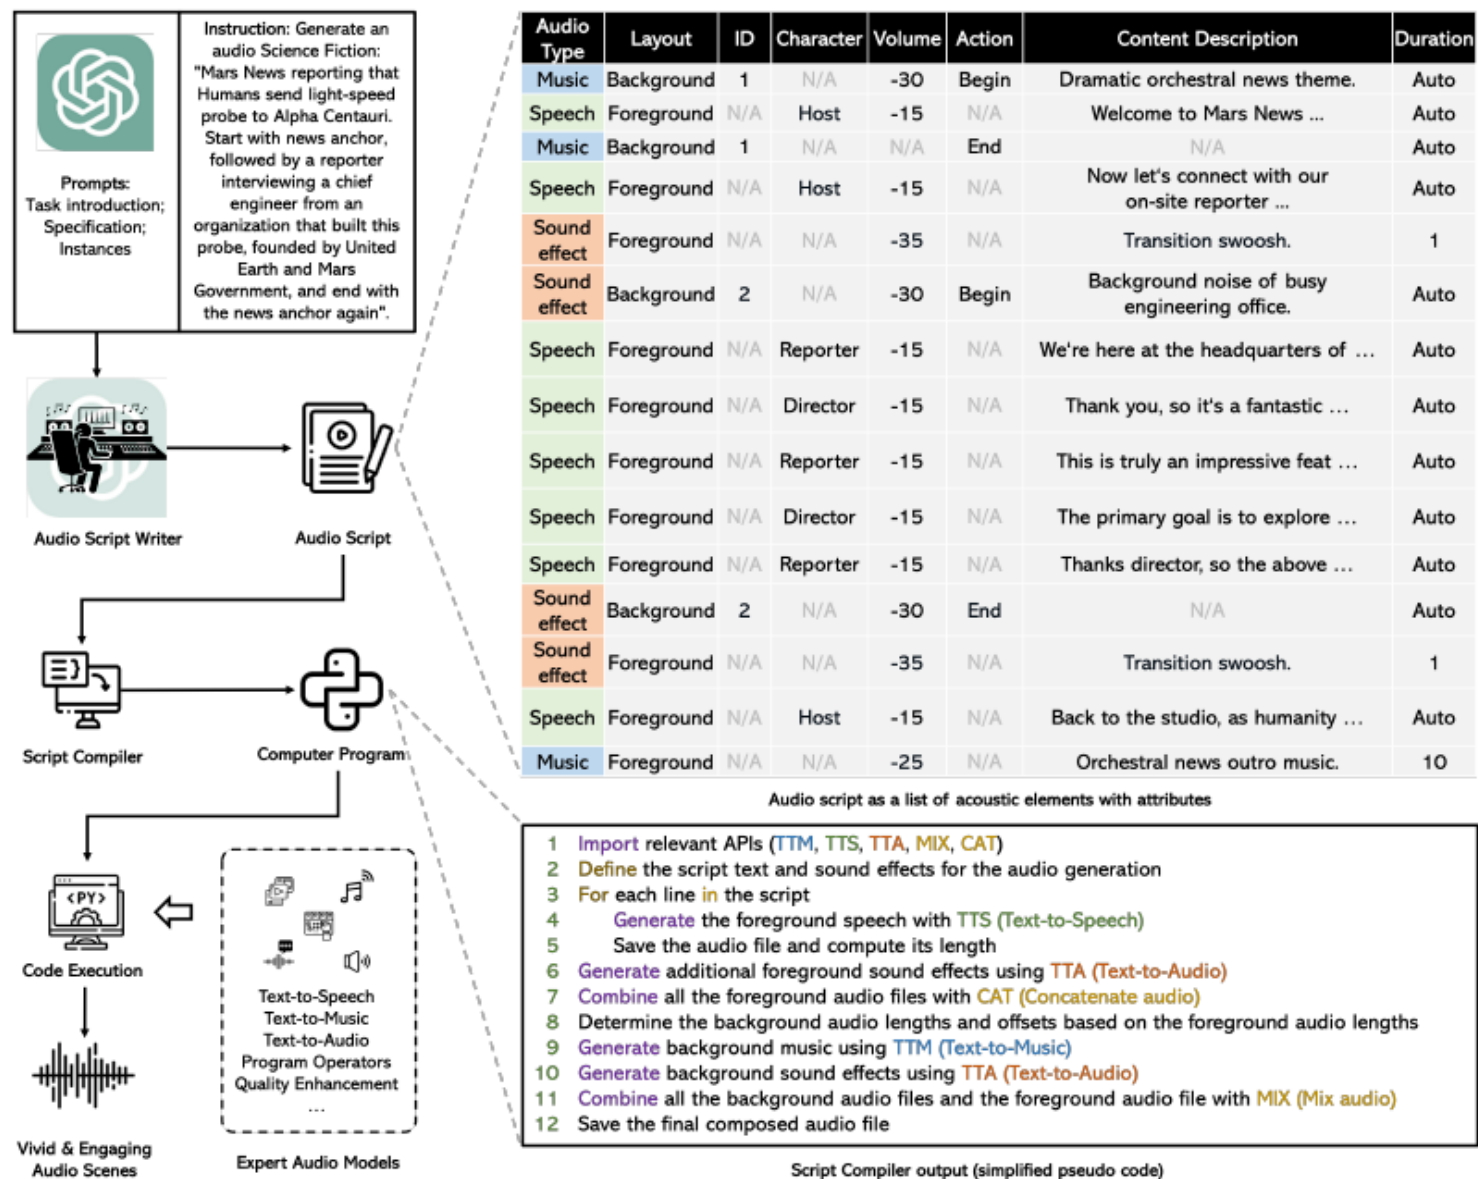 Prompts:
Task introduction;
Specification;
Instances
Instruction: Generate an
audio Science Fiction:
"Mars News reporting that
Humans send light-speed
probe to Alpha Centauri.
Start with news anchor,
followed by a reporter
interviewing a chief
engineer from an
organization that built this
probe, founded by United
Earth and Mars
Government, and end with
the news anchor again".
Audio Script Writer
Audio Script
Script Compiler
Computer Program
<PY>
Code Execution
Text-to-Speech
Text-to-Music
Text-to-Audio
Program Operators
Quality Enhancement
...
Expert Audio Models
Vivid & Engaging
Audio Scenes
Audio Type Layout ID Character Volume Action Content Description Duration
Music Background 1 N/A -30 Begin Dramatic orchestral news theme. Auto
Speech Foreground N/A Host -15 N/A Welcome to Mars News ... Auto
Music Background 1 N/A N/A End N/A Auto
Speech Foreground N/A Host -15 N/A Now let's connect with our on-site reporter ... Auto
Sound effect Foreground N/A N/A -35 N/A Transition swoosh. 1
Sound effect Background 2 N/A -30 Begin Background noise of busy engineering office. Auto
Speech Foreground N/A Reporter -15 N/A We're here at the headquarters of ... Auto
Speech Foreground N/A Director -15 N/A Thank you, so it's a fantastic ... Auto
Speech Foreground N/A Reporter -15 N/A This is truly an impressive feat ... Auto
Speech Foreground N/A Director -15 N/A The primary goal is to explore ... Auto
Speech Foreground N/A Reporter -15 N/A Thanks director, so the above ... Auto
Sound effect Background 2 N/A -30 End N/A Auto
Sound effect Foreground N/A N/A -35 N/A Transition swoosh. 1
Speech Foreground N/A Host -15 N/A Back to the studio, as humanity ... Auto
Music Foreground N/A N/A -25 N/A Orchestral news outro music. 10
Audio script as a list of acoustic elements with attributes
1 Import relevant APIs (TTM, TTS, TTA, MIX, CAT)
2 Define the script text and sound effects for the audio generation
3 For each line in the script
4 Generate the foreground speech with TTS (Text-to-Speech)
5 Save the audio file and compute its length
6 Generate additional foreground sound effects using TTA (Text-to-Audio)
7 Combine all the foreground audio files with CAT (Concatenate audio)
8 Determine the background audio lengths and offsets based on the foreground audio lengths
9 Generate background music using TTM (Text-to-Music)
10 Generate background sound effects using TTA (Text-to-Audio)
11 Combine all the background audio files and the foreground audio file with MIX (Mix audio)
12 Save the final composed audio file
Script Compiler output (simplified pseudo code)